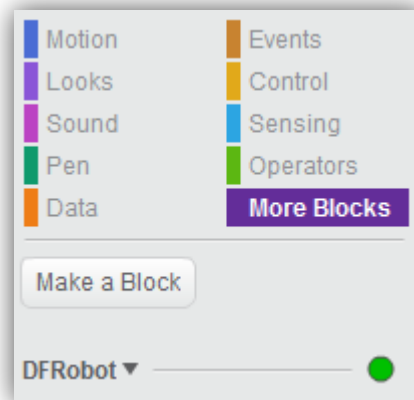 Motion
Events
Looks
Control
Sound
Sensing
Pen
Operators
Data
More Blocks
Make a Block
DFRobot